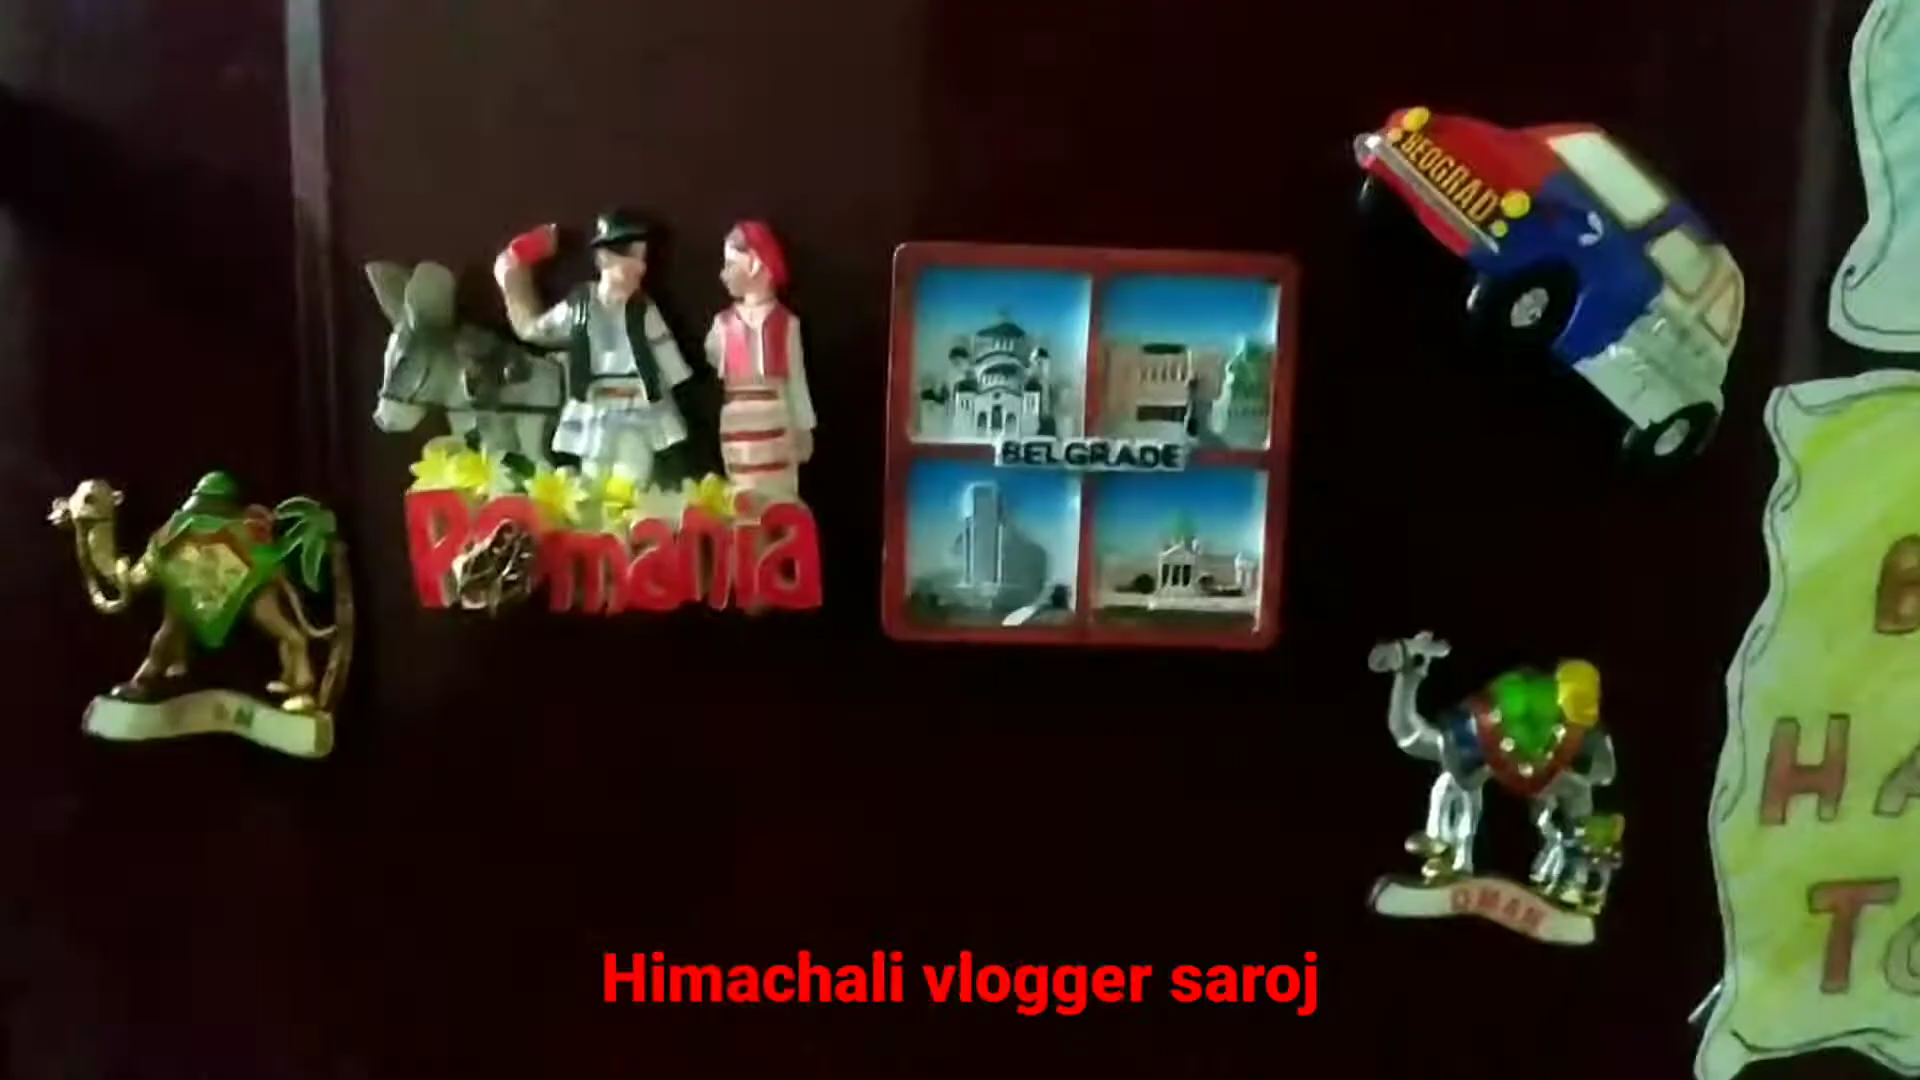 BEOGRAD
Romania
BELGRADE
OMAN
H
T
Himachali vlogger saroj